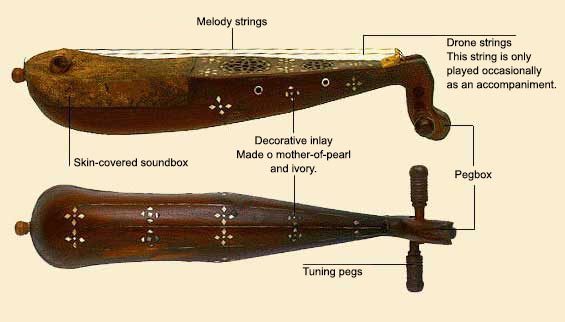 Melody strings
Drone strings
This string is only
played occasionally
as an accompaniment.
Decorative inlay
Made o mother-of-pearl
and ivory.
Skin-covered soundbox
Pegbox
Tuning pegs